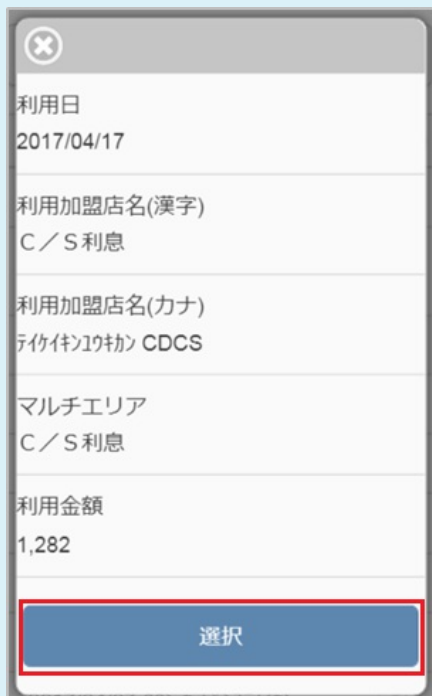 利用日
2017/04/17
利用加盟店名(漢字)
C／S利息
利用加盟店名(カナ)
ﾃｲｹｲｷﾝﾕｳｷｶﾝ CDCS
マルチエリア
C／S利息
利用金額
1,282
選択